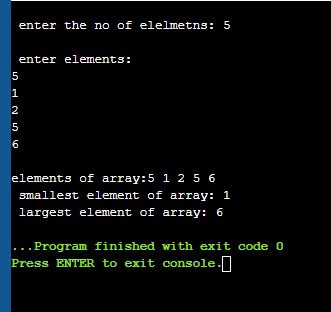 enter the no of elelmetns: 5
enter elements:
5
1
2
5
6
elements of array:5 1 2 5 6
smallest element of array: 1
largest element of array: 6
...Program finished with exit code 0
Press ENTER to exit console.